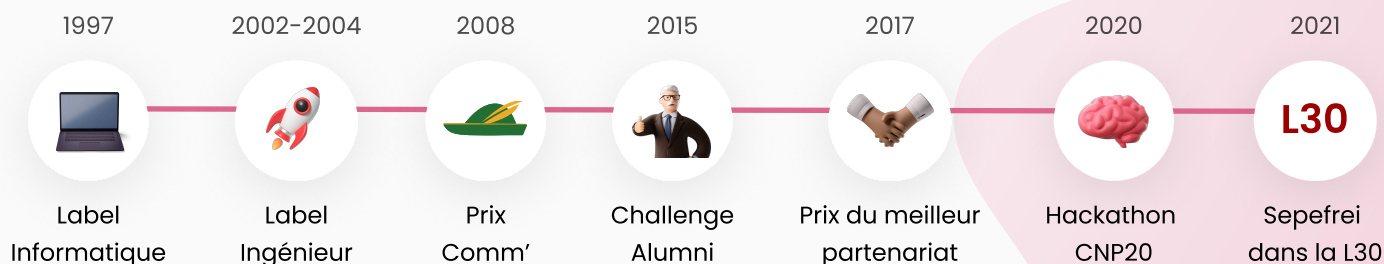 1997
2002-2004
2008
2015
2017
2020
2021
L30
Label
Informatique
Label
Ingénieur
Prix
Comm’
Challenge
Alumni
Prix du meilleur
partenariat
Hackathon
CNP20
Sepefrei
dans la L30